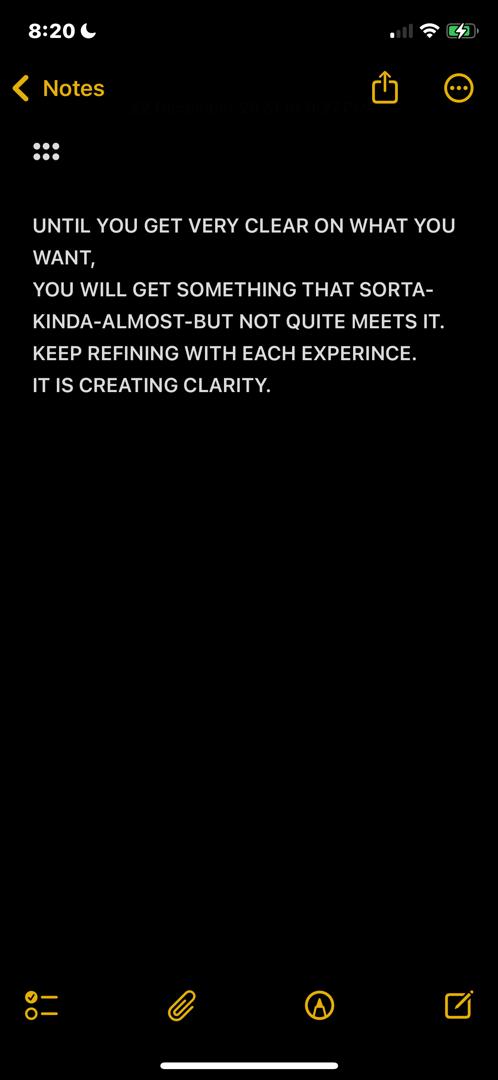 8:20
Notes
UNTIL YOU GET VERY CLEAR ON WHAT YOU
WANT,
YOU WILL GET SOMETHING THAT SORTA-
KINDA-ALMOST-BUT NOT QUITE MEETS IT.
KEEP REFINING WITH EACH EXPERINCE.
IT IS CREATING CLARITY.